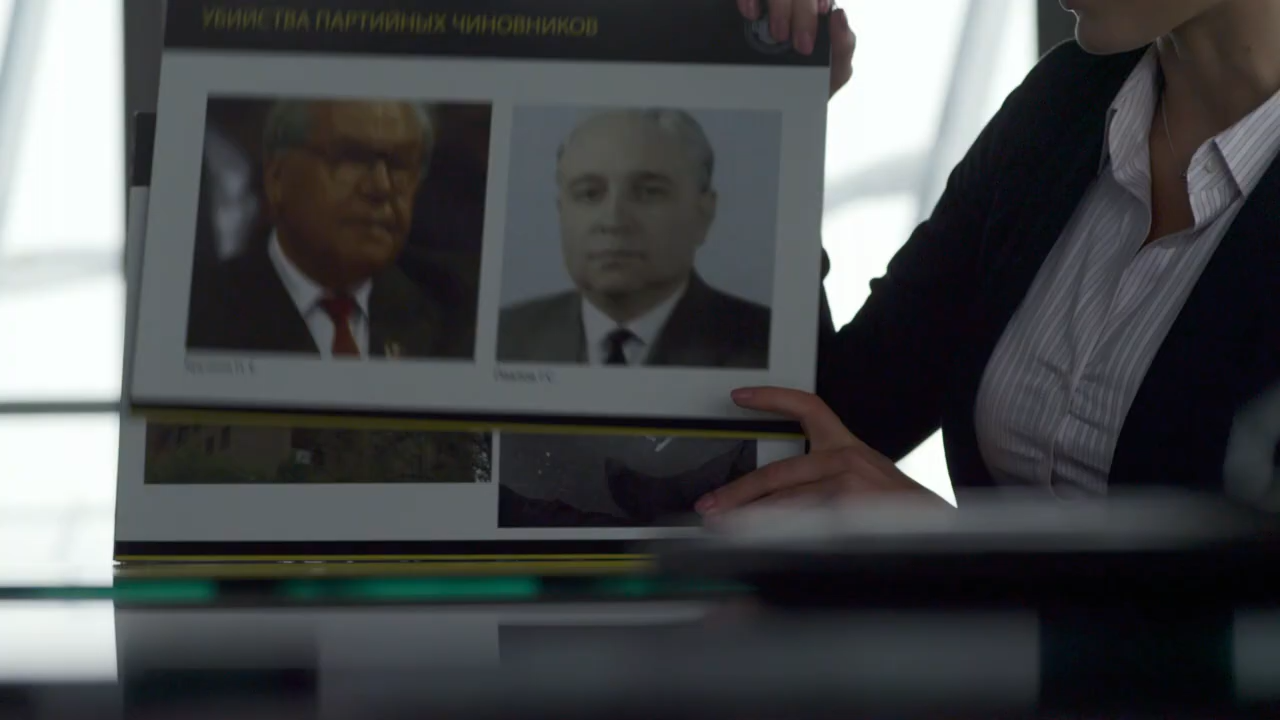 УБИЙСТВА ПАРТИЙНЫХ ЧИНОВНИКОВ